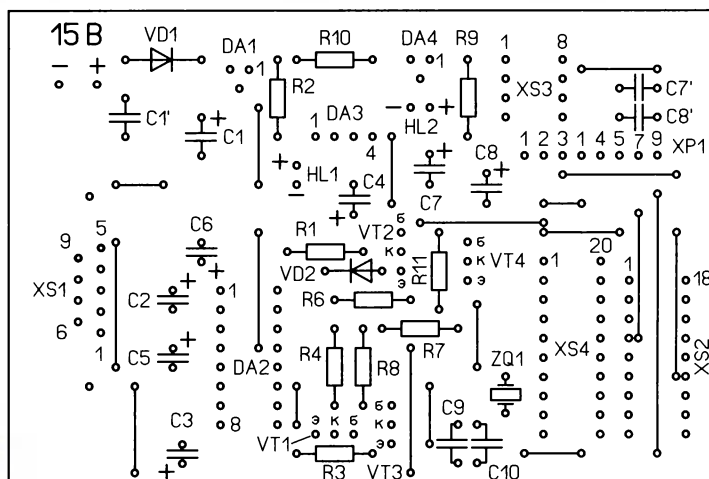 15 В
VD1
DA1
R10
DA4
R9
1
8
− +
1
R2
1
XS3
C7'
C1'
+
C1
1
DA3
4
−
+
HL2
C8'
1 2 3 1 4 5 7 9
XP1
+
HL1
−
C4
+
+
C7
C8
+
9
5
C6
+
R1
VT2
б
к
э
R11
б
к
э
VT4
1
20
1
18
XS1
C2
+
1
VD2
R6
6
1
C5
+
DA2
R4
R8
R7
ZQ1
XS4
XS2
C3
+
8
э к б
VT1
R3
б
к
э
VT3
C9
C10